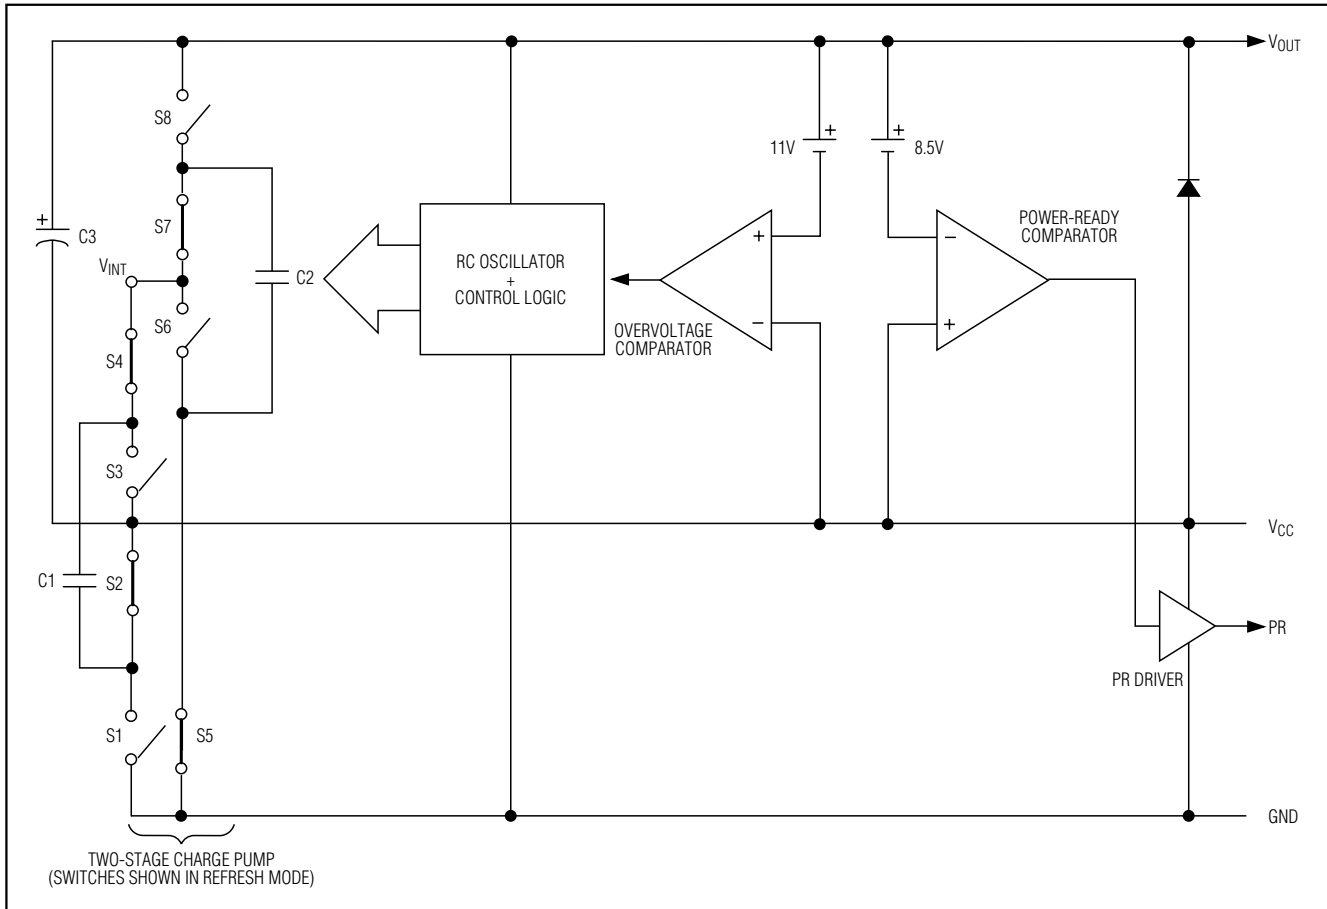 VOUT
S8
+
+
11V
8.5V
C3
+
S7
VINT
C2
RC OSCILLATOR
+
CONTROL LOGIC
+
−
POWER-READY
COMPARATOR
S6
OVERVOLTAGE
COMPARATOR
−
+
S4
S3
VCC
C1
S2
PR
PR DRIVER
S1
S5
GND
TWO-STAGE CHARGE PUMP
(SWITCHES SHOWN IN REFRESH MODE)